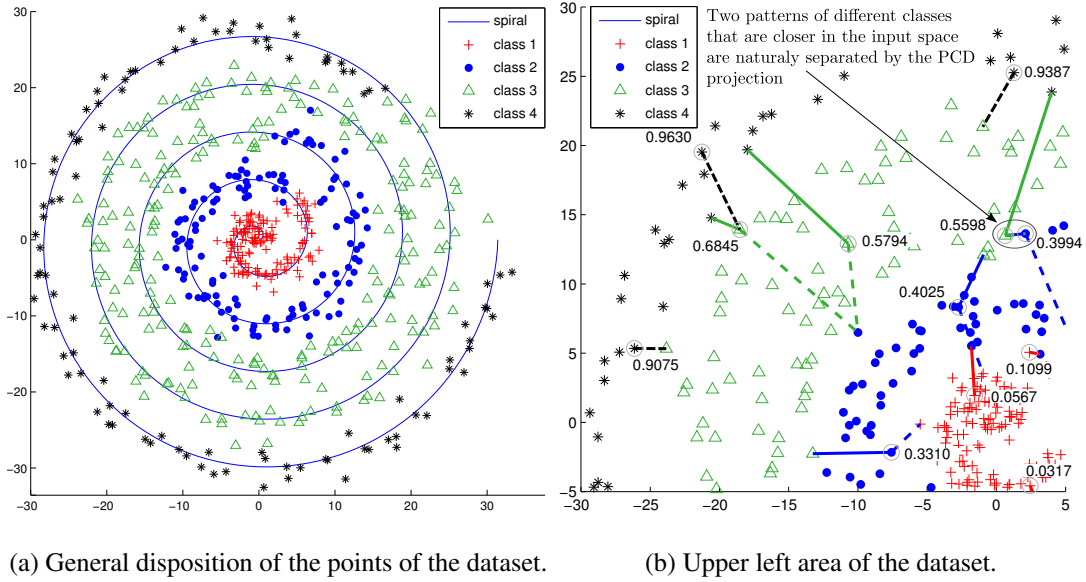 spiral
class 1
class 2
class 3
class 4
30
20
10
0
−10
−20
−30
−30
−20
−10
0
10
20
30
(a) General disposition of the points of the dataset.
spiral
class 1
class 2
class 3
class 4
Two patterns of different classes
that are closer in the input space
are naturaly separated by the PCD
projection
30
25
20
15
10
5
0
−5
−30
−25
−20
−15
−10
−5
0
5
0.9387
0.9630
0.6845
0.5794
0.5598
0.3994
0.4025
0.9075
0.1099
0.0567
0.3310
0.0317
(b) Upper left area of the dataset.